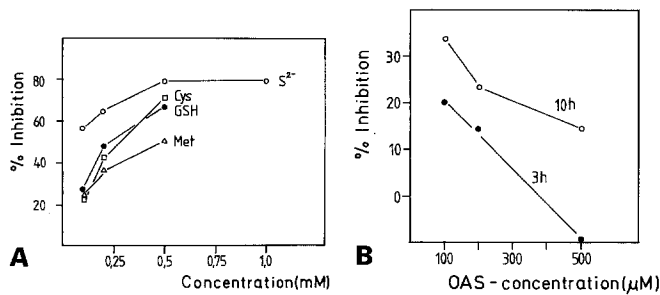 % Inhibition
80
60
40
20
S²⁻
Cys
GSH
Met
0,25
0,5
0,75
1,0
Concentration(mM)
A
% Inhibition
30
20
10
0
10h
3h
100
300
500
OAS-concentration(μM)
B